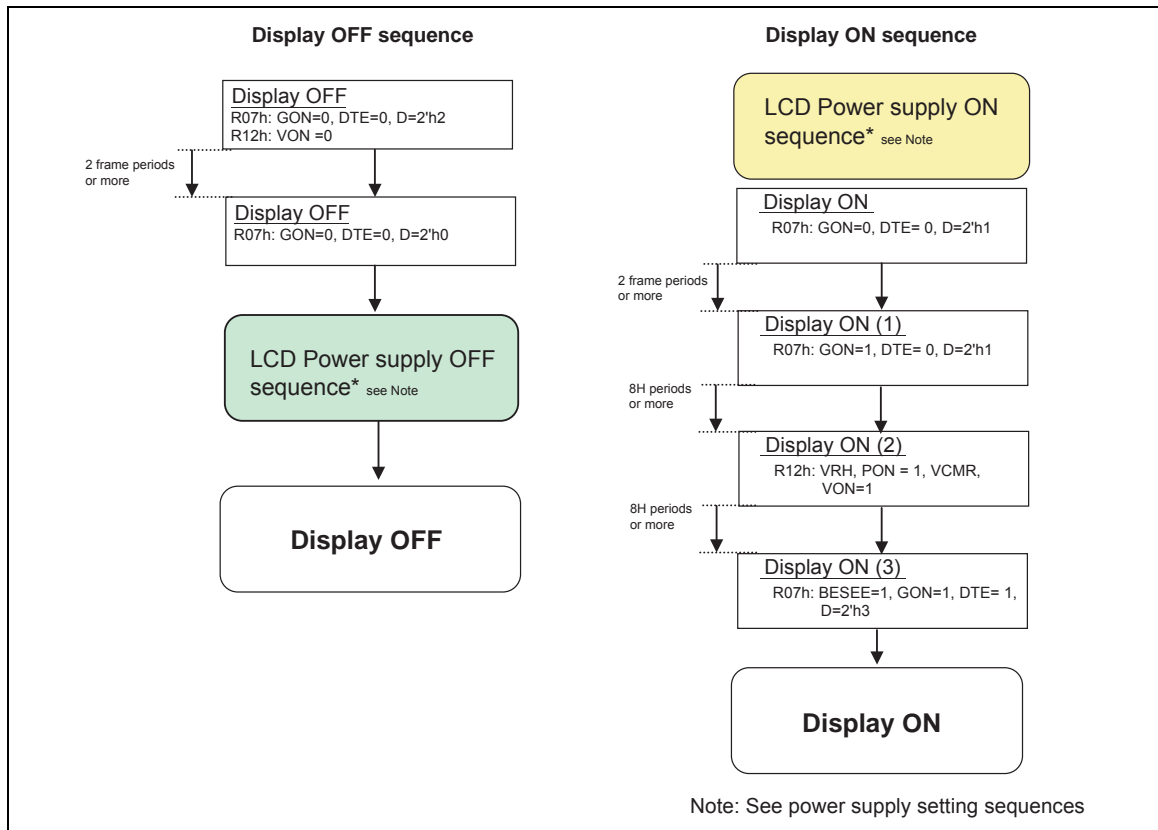 Display OFF sequence
Display OFF
R07h: GON=0, DTE=0, D=2'h2
R12h: VON =0
2 frame periods
or more
Display OFF
R07h: GON=0, DTE=0, D=2'h0
LCD Power supply OFF
sequence* see Note
Display OFF
Display ON sequence
LCD Power supply ON
sequence* see Note
Display ON
R07h: GON=0, DTE= 0, D=2'h1
2 frame periods
or more
Display ON (1)
R07h: GON=1, DTE= 0, D=2'h1
8H periods
or more
Display ON (2)
R12h: VRH, PON = 1, VCMR,
VON=1
8H periods
or more
Display ON (3)
R07h: BESEE=1, GON=1, DTE= 1,
D=2'h3
Display ON
Note: See power supply setting sequences